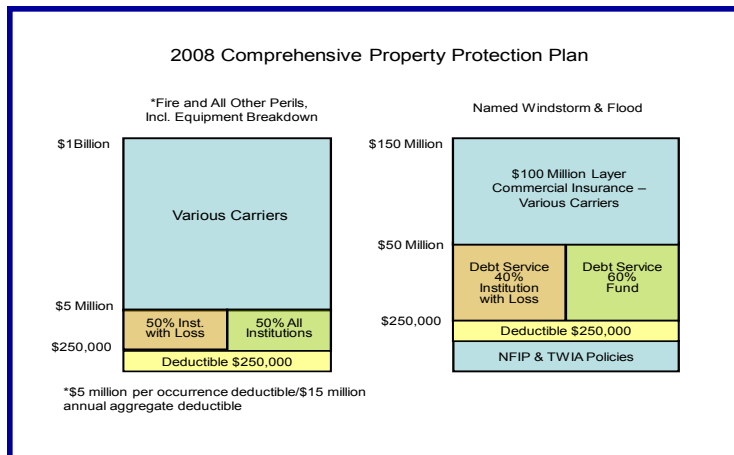 2008 Comprehensive Property Protection Plan
*Fire and All Other Perils,
Incl. Equipment Breakdown
$1Billion
Various Carriers
$5 Million
50% Inst.
with Loss
50% All
Institutions
$250,000
Deductible $250,000
*$5 million per occurrence deductible/$15 million
annual aggregate deductible
Named Windstorm & Flood
$150 Million
$100 Million Layer
Commercial Insurance –
Various Carriers
$50 Million
Debt Service
40%
Institution
with Loss
Debt Service
60%
Fund
$250,000
Deductible $250,000
NFIP & TWIA Policies